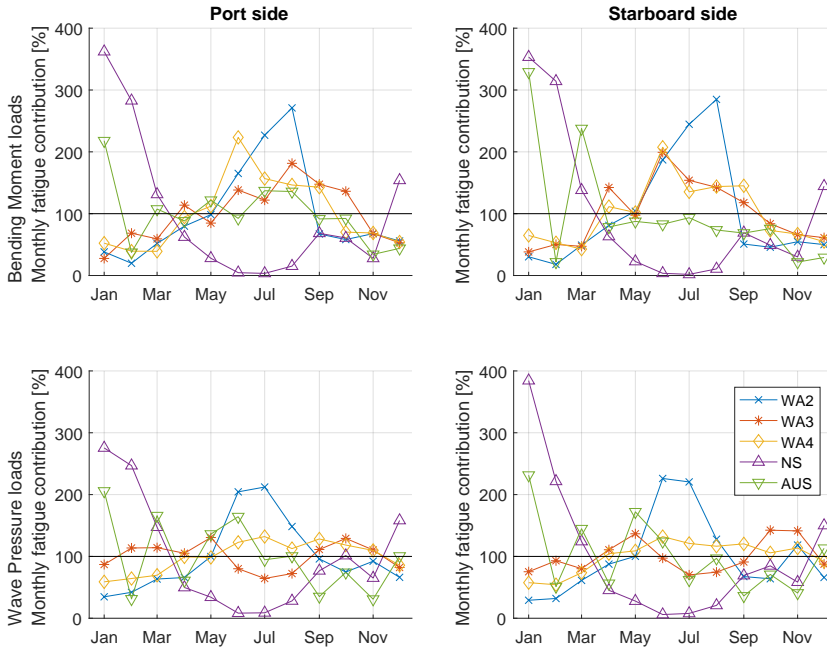 Port side
Starboard side
Bending Moment loads
Monthly fatigue contribution [%]
400
300
200
100
0
Jan Mar May Jul Sep Nov
Monthly fatigue contribution [%]
400
300
200
100
0
Jan Mar May Jul Sep Nov
Wave Pressure loads
Monthly fatigue contribution [%]
400
300
200
100
0
Jan Mar May Jul Sep Nov
Monthly fatigue contribution [%]
400
300
200
100
0
Jan Mar May Jul Sep Nov
WA2
WA3
WA4
NS
AUS